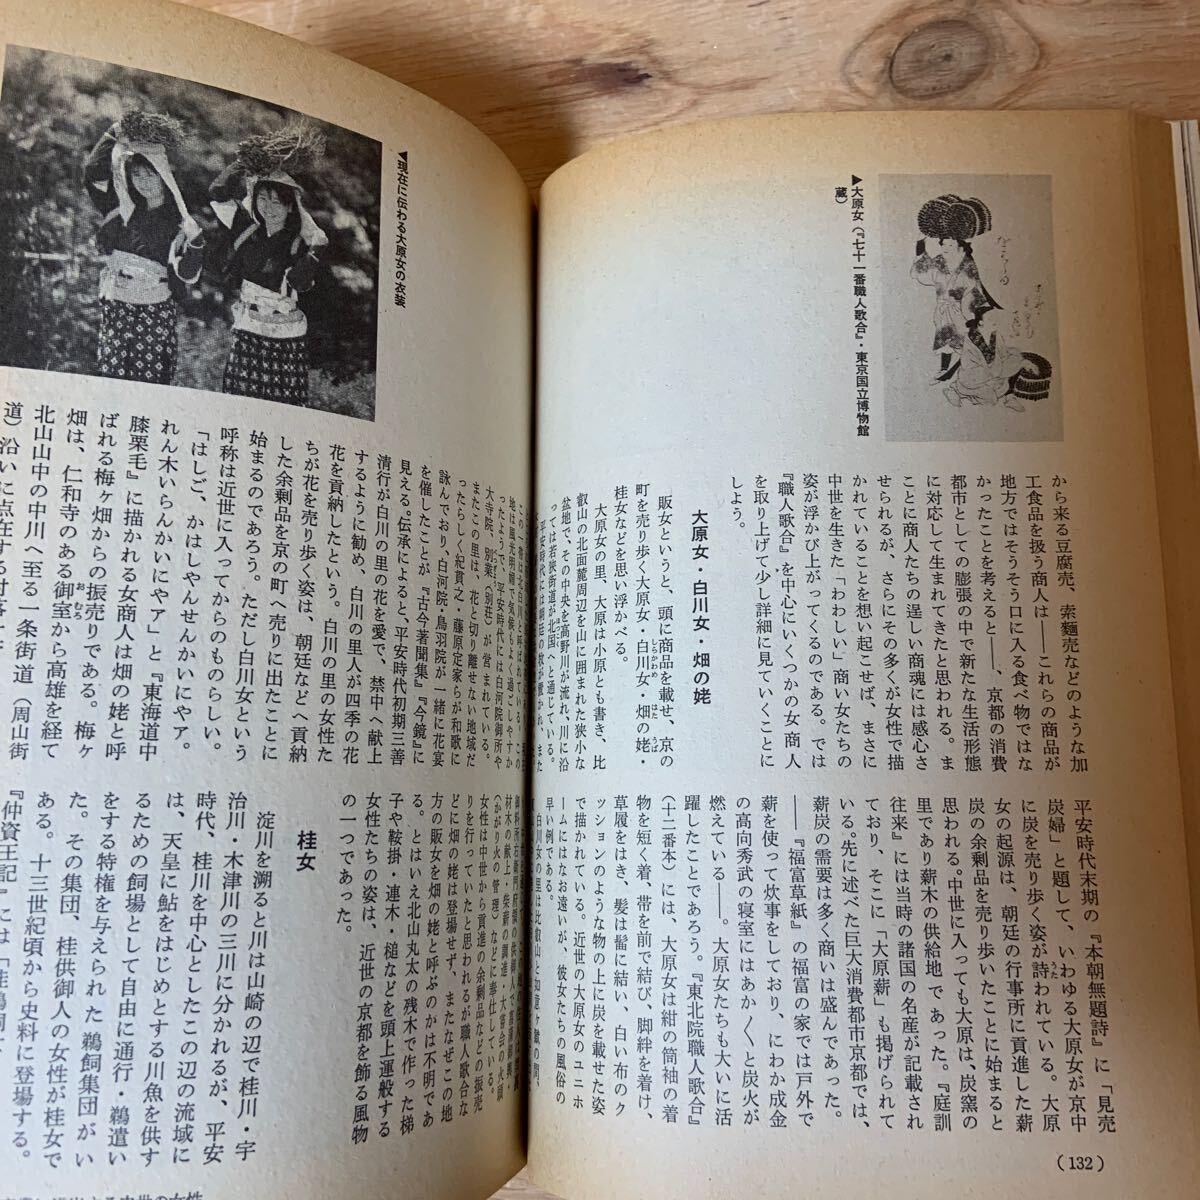 ▶大原女(『七十一番職人歌合』・東京国立博物館
蔵)
から来る豆腐売、素麺売などのような加
工食品を扱う商人は――これらの商品が
地方ではそうそう口に入る食べ物ではな
かったことを考えると――、京都の消費
都市としての膨張の中で新たな生活形態
に対応して生まれてきたと思われる。ま
ことに商人たちの逞しい商魂には感心さ
せられるが、さらにその多くが女性で描
かれていることを想い起こせば、まさに
中世を生きた「わわしい」商い女たちの
姿が浮かび上がってくるのである。では
『職人歌合』を中心にいくつかの女商人
を取り上げて少し詳細に見ていくことに
しよう。
大原女・白川女・畑の姥
販女というと、頭に商品を載せ、京の
町を売り歩く大原女・白川女・畑の姥・
桂女などを思い浮かべる。
大原女の里、大原は小原とも書き、比
叡山の北西麓周辺を山に囲まれた狭小な
盆地で、その中央を高野川が流れ、川に沿
っては若狭街道が北国へと通じている。
平安時代末期の『本朝無題詩』に「見売
炭婦」と題して、いわゆる大原女が京中
に炭を売り歩く姿が詩われている。大原
女の起源は、朝廷の行事所に貢進した薪
炭の余剰品を売り歩いたことに始まると
思われる。中世に入っても大原は、炭窯の
里であり薪木の供給地であった。『庭訓
往来』には当時の諸国の名産が記載され
ており、そこに「大原薪」も掲げられて
いる。先に述べた巨大消費都市京都では、
薪炭の需要は多く商いは盛んであった。
――『福富草紙』の福富の家では戸外で
薪を使って炊事をしており、にわか成金
の高向秀武の寝室にはあかくと炭火が
燃えている――。大原女たちも大いに活
躍したことであろう。『東北院職人歌合』
(十二番本)には、大原女は紺の筒袖の着
物を短く着、帯を前で結び、脚絆を着け、
草履をはき、髪は髷に結い、白い布のク
ッションのような物の上に炭を載せた姿
で描かれている。近世の大原女のユニホ
ームにはなお遠いが、彼女たちの風俗の
早い例である。
(132)
◀現在に伝わる大原女の衣装
地は風光明媚で気候もよく過ごしやすか
ったようで、平安時代には白河院御所や
大寺院、別業(別荘)が営まれている。
またこの里は、花と切り離せない地域だ
ったらしく紀貫之・藤原定家らが和歌に
詠んでおり、白河院・鳥羽院が一緒に花宴
を催したことが、『古今著聞集』『今鏡』に
見える。伝承によると、平安時代初期三善
清行が白川の里の花を愛で、禁中へ献上
するように勧め、白川の里人が四季の花
花を貢納したという。白川の里の女性た
ちが花を売り歩く姿は、朝廷などへ貢納
した余剰品を京の町へ売りに出たことに
始まるのであろう。ただし白川女という
呼称は近世に入ってからのものらしい。
「はしご、かはしやんせんかいにやア。
れん木いらんかいにやア」と『東海道中
膝栗毛』に描かれる女商人は畑の姥と呼
ばれる梅ヶ畑からの振売りである。梅ヶ
畑は、仁和寺のある御室から高雄を経て
北山山中の中川へ至る一条街道(周山街
道)沿いに点在する
材木の献上・柴薪の調進・大嘗会の火鑽
(かがり火の管理)などに奉仕している。
女性は中世から貢進の余剰品などの振売
りを行っていたと思われるが職人歌合な
どに畑の姥は登場せず、またなぜこの地
方の販女を畑の姥と呼ぶのかは不明であ
る。とはいえ北山丸太の残木で作った梯
子や鞍掛・連木・槌などを頭上運般する
女性たちの姿は、近世の京都を飾る風物
の一つであった。
桂女
淀川を溯ると川は山崎の辺で桂川・宇
治川・木津川の三川に分かれるが、平安
時代、桂川を中心としたこの辺の流域に
は、天皇に鮎をはじめとする川魚を供す
るための飼場として自由に通行・鵜遣い
をする特権を与えられた鵜飼集団がい
た。その集団、桂供御人の女性が桂女で
ある。十三世紀頃から史料に登場する。
『仲資王記』には「桂鵜飼